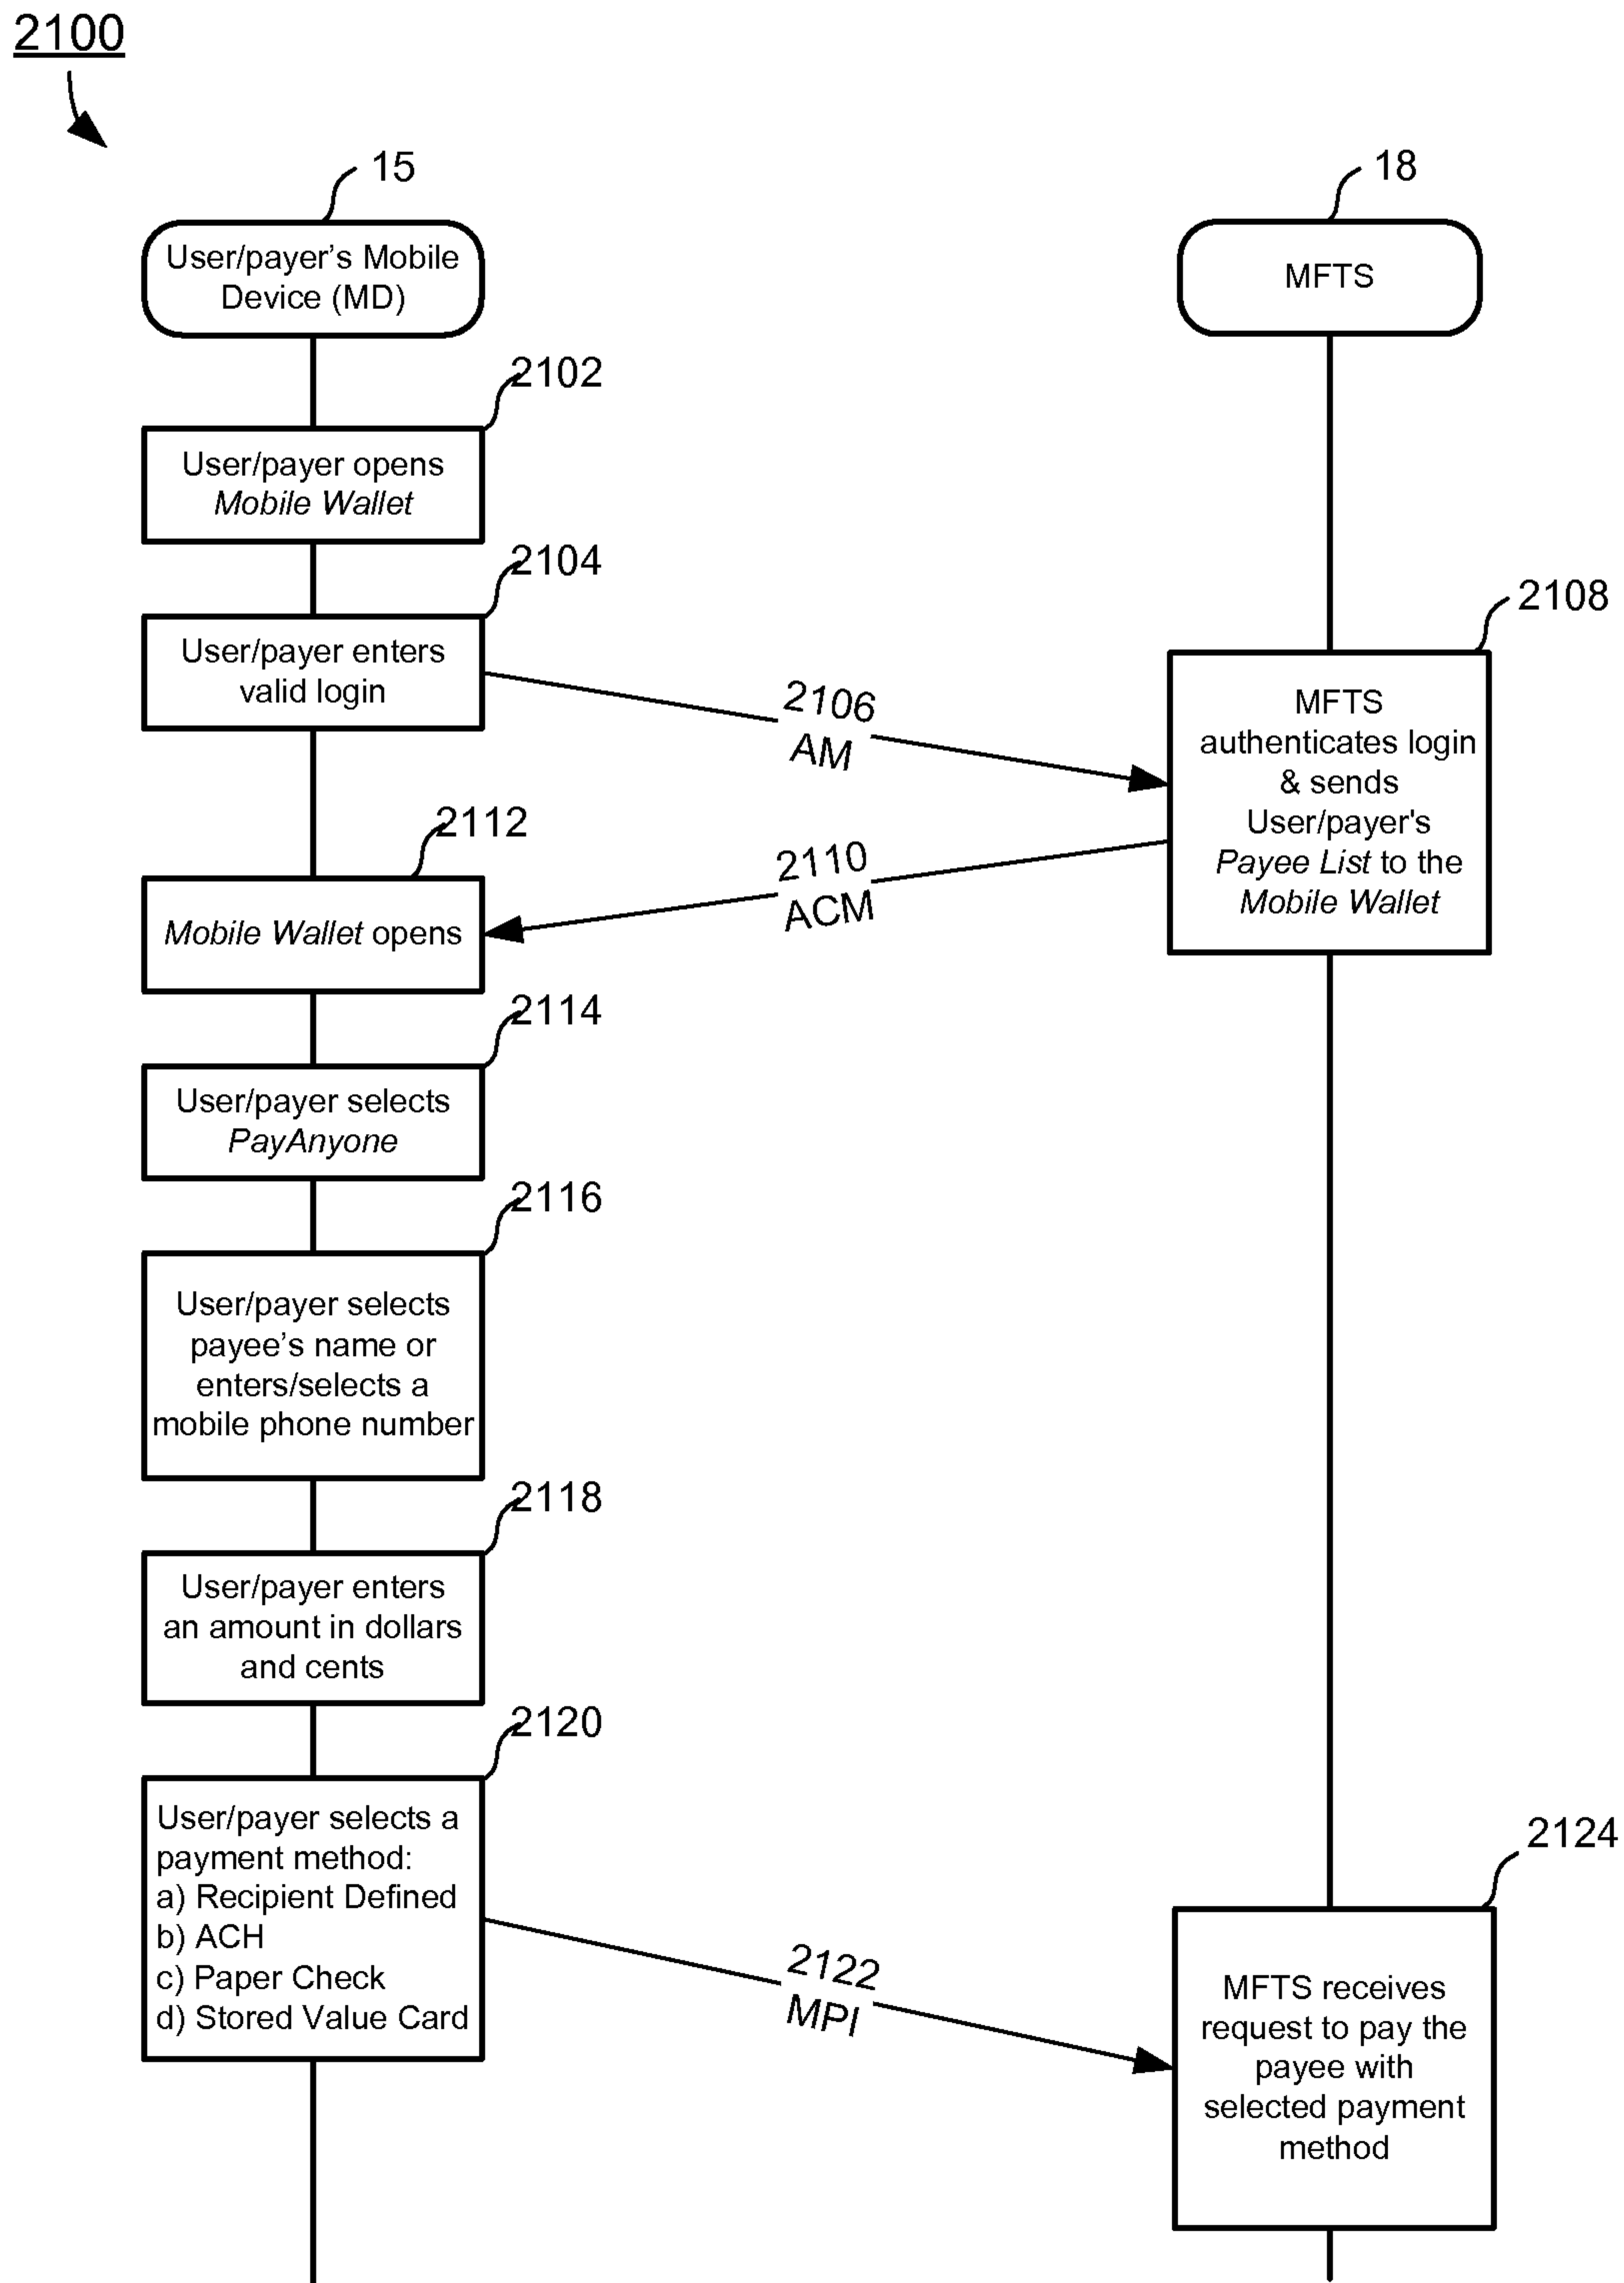 2100
15
18
User/payer's Mobile
Device (MD)
MFTS
2102
User/payer opens
Mobile Wallet
2104
User/payer enters
valid login
2106
AM
2108
MFTS
authenticates login
& sends
User/payer's
Payee List to the
Mobile Wallet
2110
ACM
2112
Mobile Wallet opens
2114
User/payer selects
PayAnyone
2116
User/payer selects
payee's name or
enters/selects a
mobile phone number
2118
User/payer enters
an amount in dollars
and cents
2120
User/payer selects a
payment method:
a) Recipient Defined
b) ACH
c) Paper Check
d) Stored Value Card
2122
MPI
2124
MFTS receives
request to pay the
payee with
selected payment
method